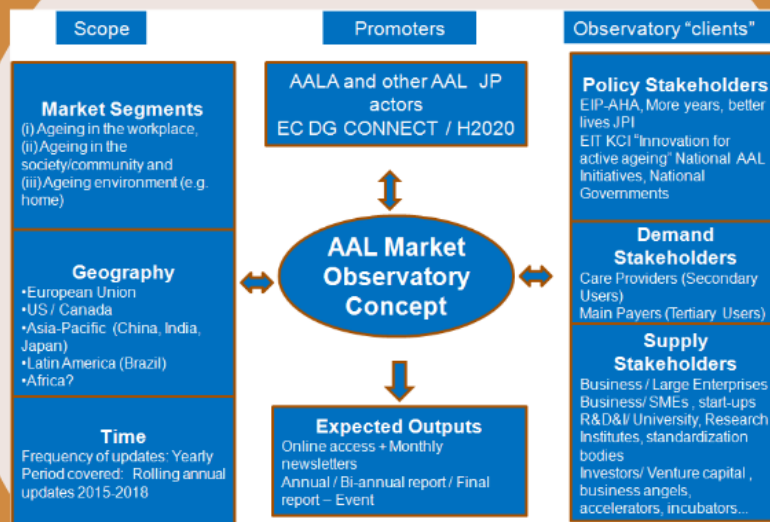 Scope
Promoters
Observatory “clients”
Market Segments
(i) Ageing in the workplace,
(ii) Ageing in the
society/community and
(iii) Ageing environment (e.g.
home)
Geography
•European Union
•US / Canada
•Asia-Pacific (China, India,
Japan)
•Latin America (Brazil)
•Africa?
Time
Frequency of updates: Yearly
Period covered: Rolling annual
updates 2015-2018
AALA and other AAL JP
actors
EC DG CONNECT / H2020
AAL Market
Observatory
Concept
Expected Outputs
Online access + Monthly
newsletters
Annual / Bi-annual report / Final
report – Event
Policy Stakeholders
EIP-AHA, More years, better
lives JPI
EIT KCI “Innovation for
active ageing” National AAL
Initiatives, National
Governments
Demand
Stakeholders
Care Providers (Secondary
Users)
Main Payers (Tertiary Users)
Supply
Stakeholders
Business / Large Enterprises
Business/ SMEs , start-ups
R&D&I/ University, Research
Institutes, standardization
bodies
Investors/ Venture capital ,
business angels,
accelerators, incubators...